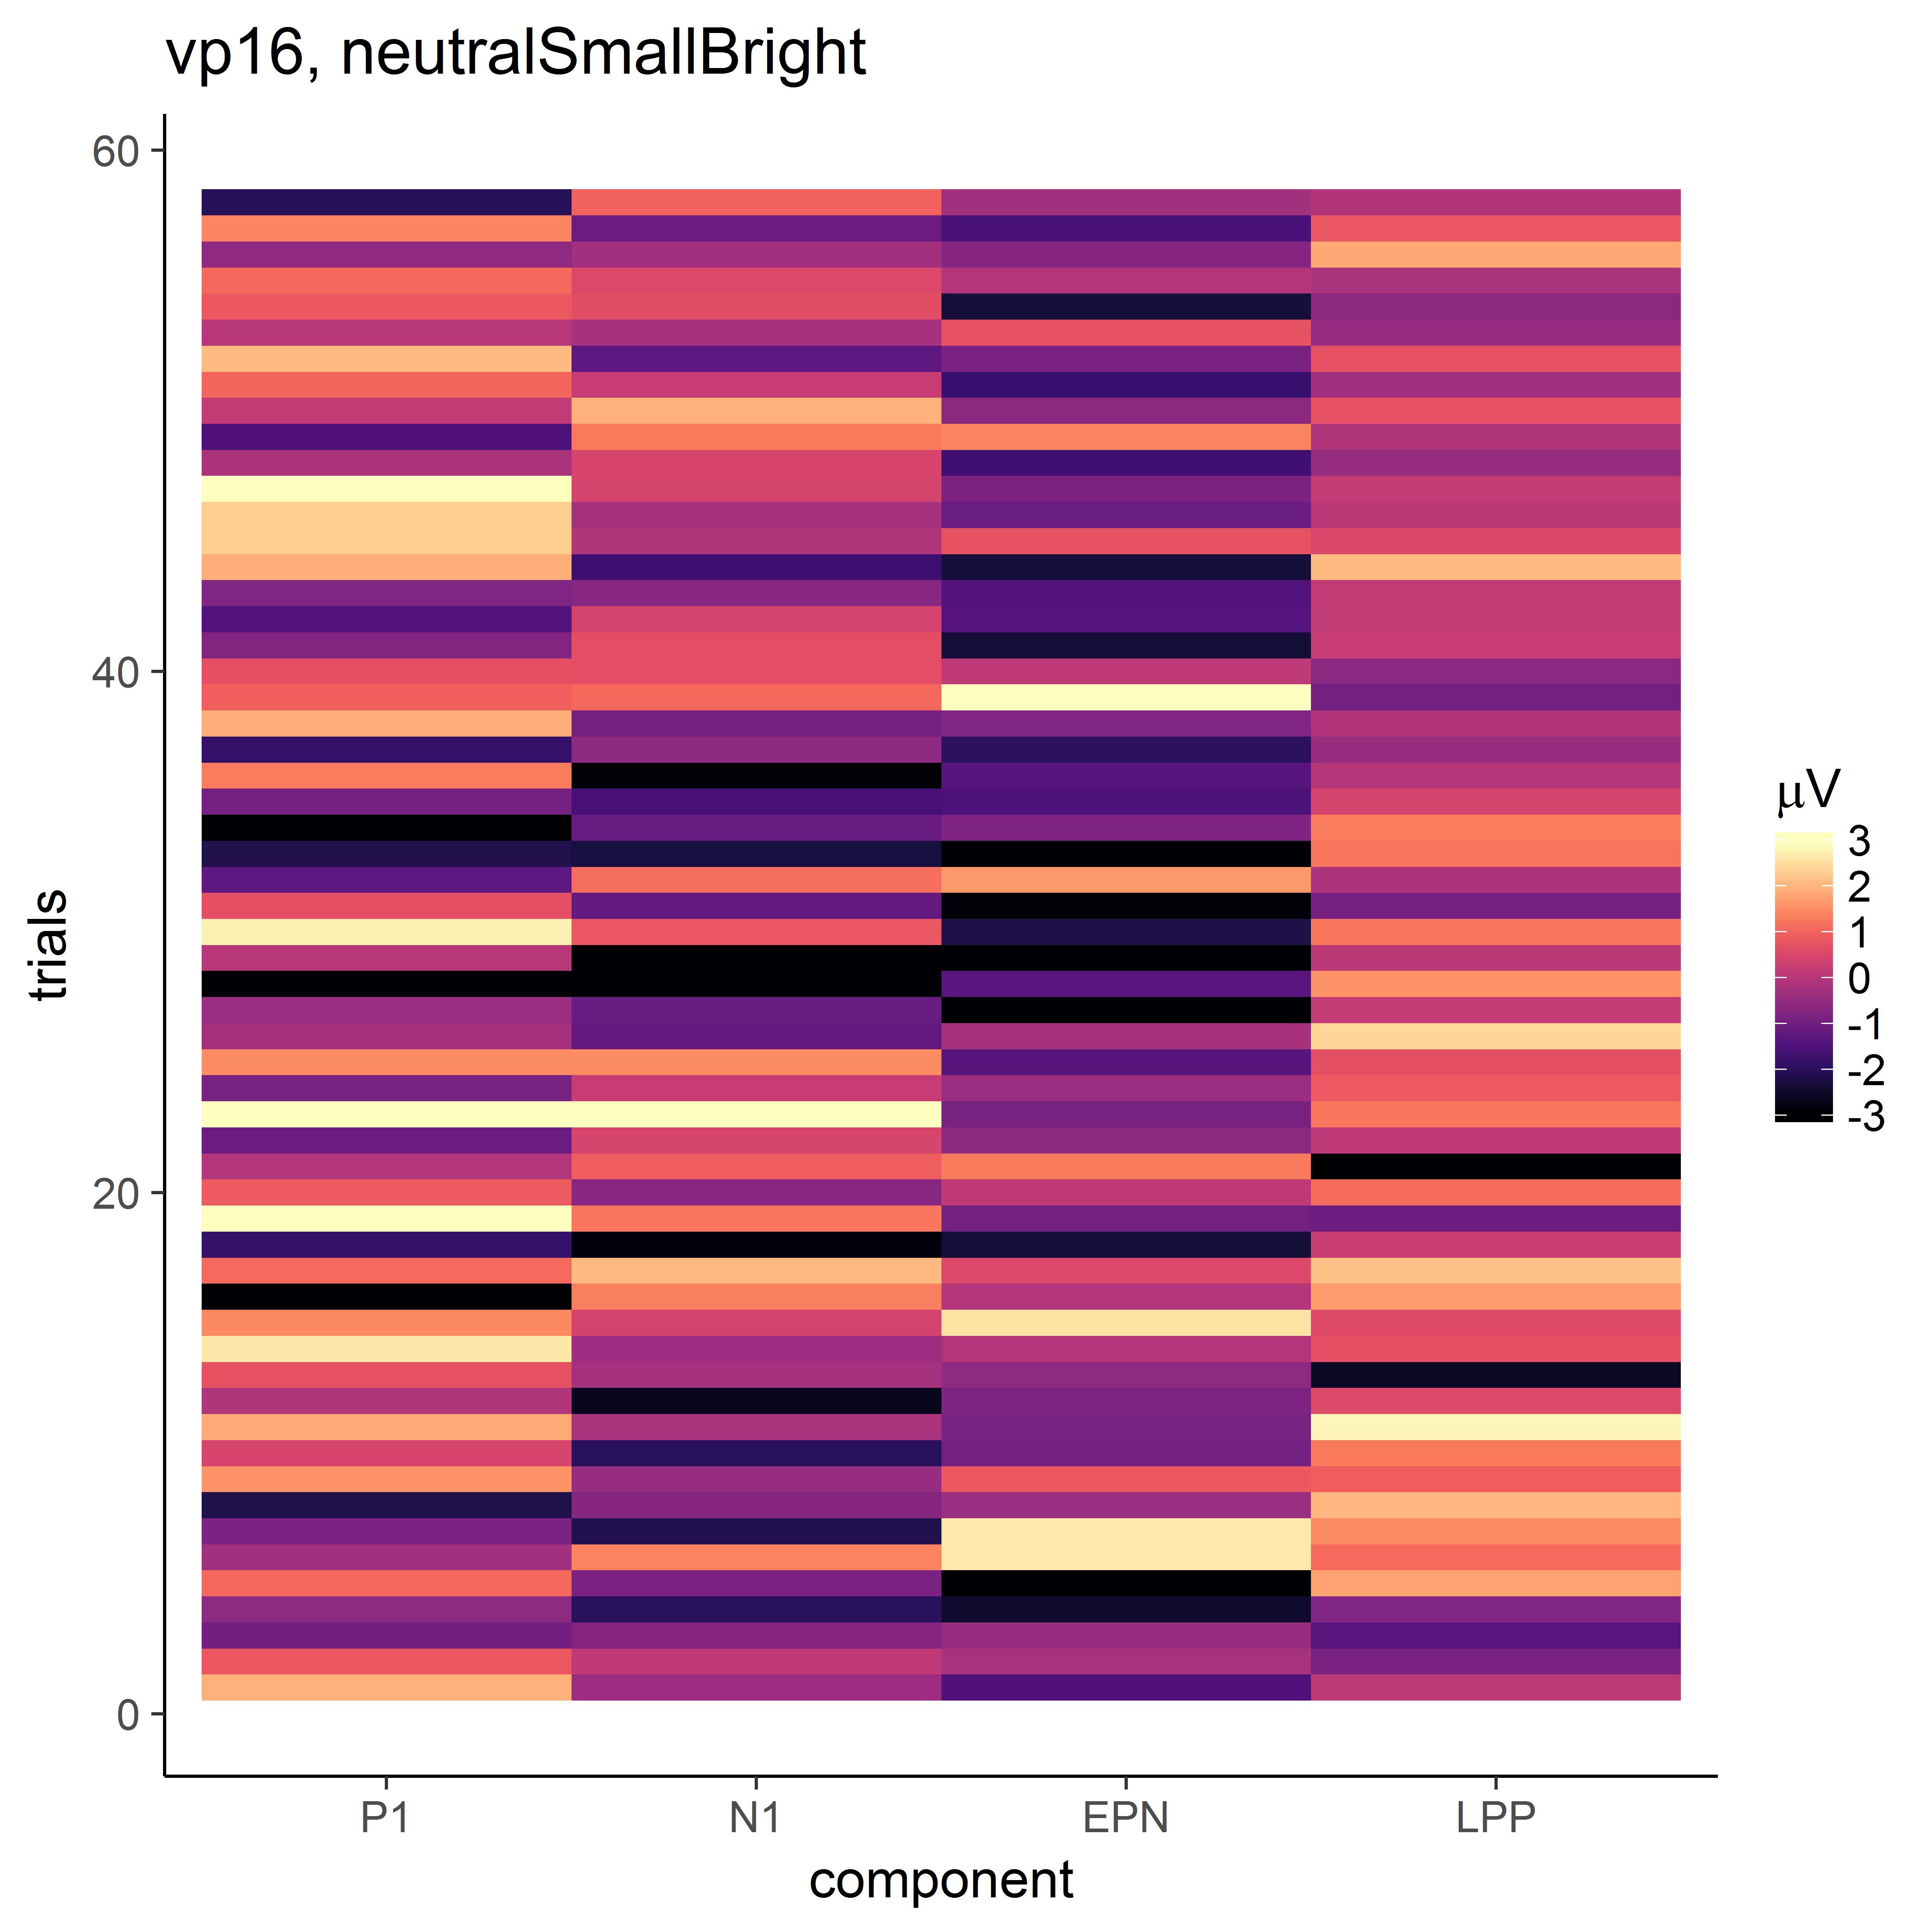 vp16, neutralSmallBright
60
40
20
0
trials
P1 N1 EPN LPP
component
μV
3
2
1
0
-1
-2
-3